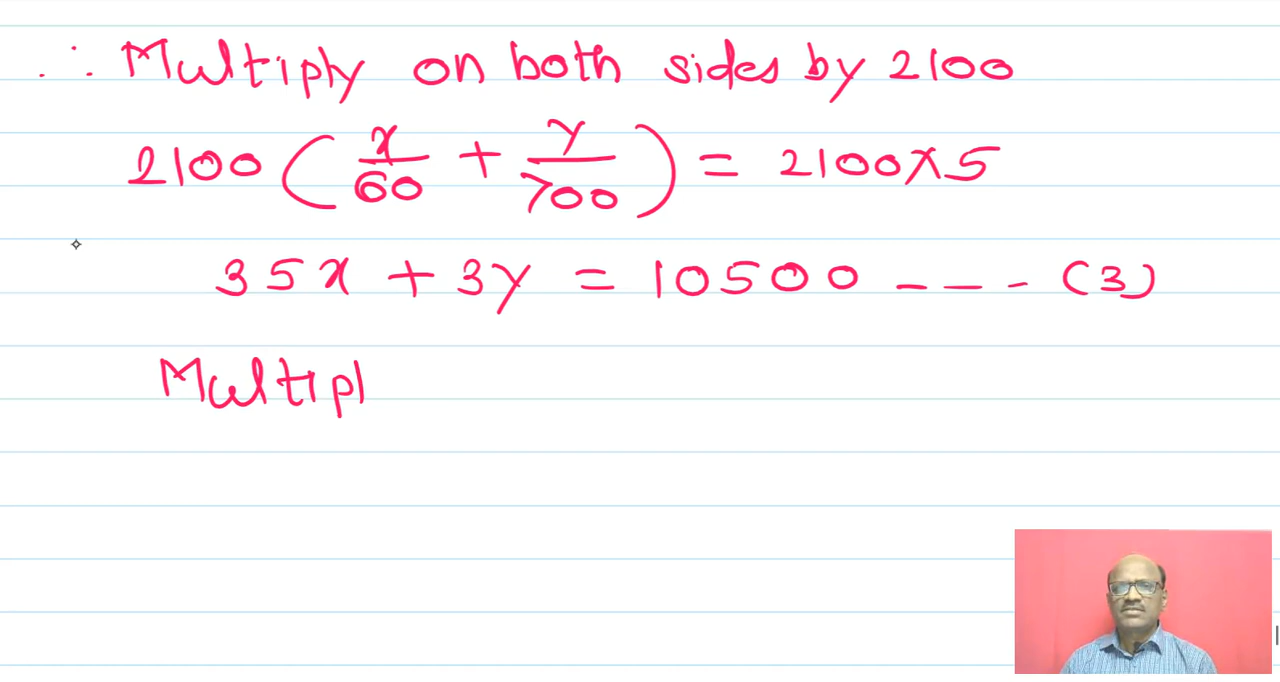 ∴ Multiply on both sides by 2100
2100 ( x/60 + y/700 ) = 2100 × 5
35x + 3y = 10500 - - - - (3)
Multipl